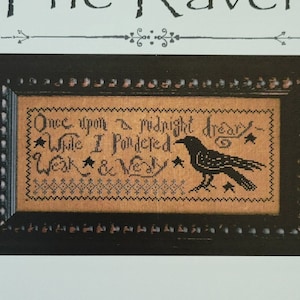 The Raven
Once upon a midnight dreary~
While I Pondered
Weak & Weary